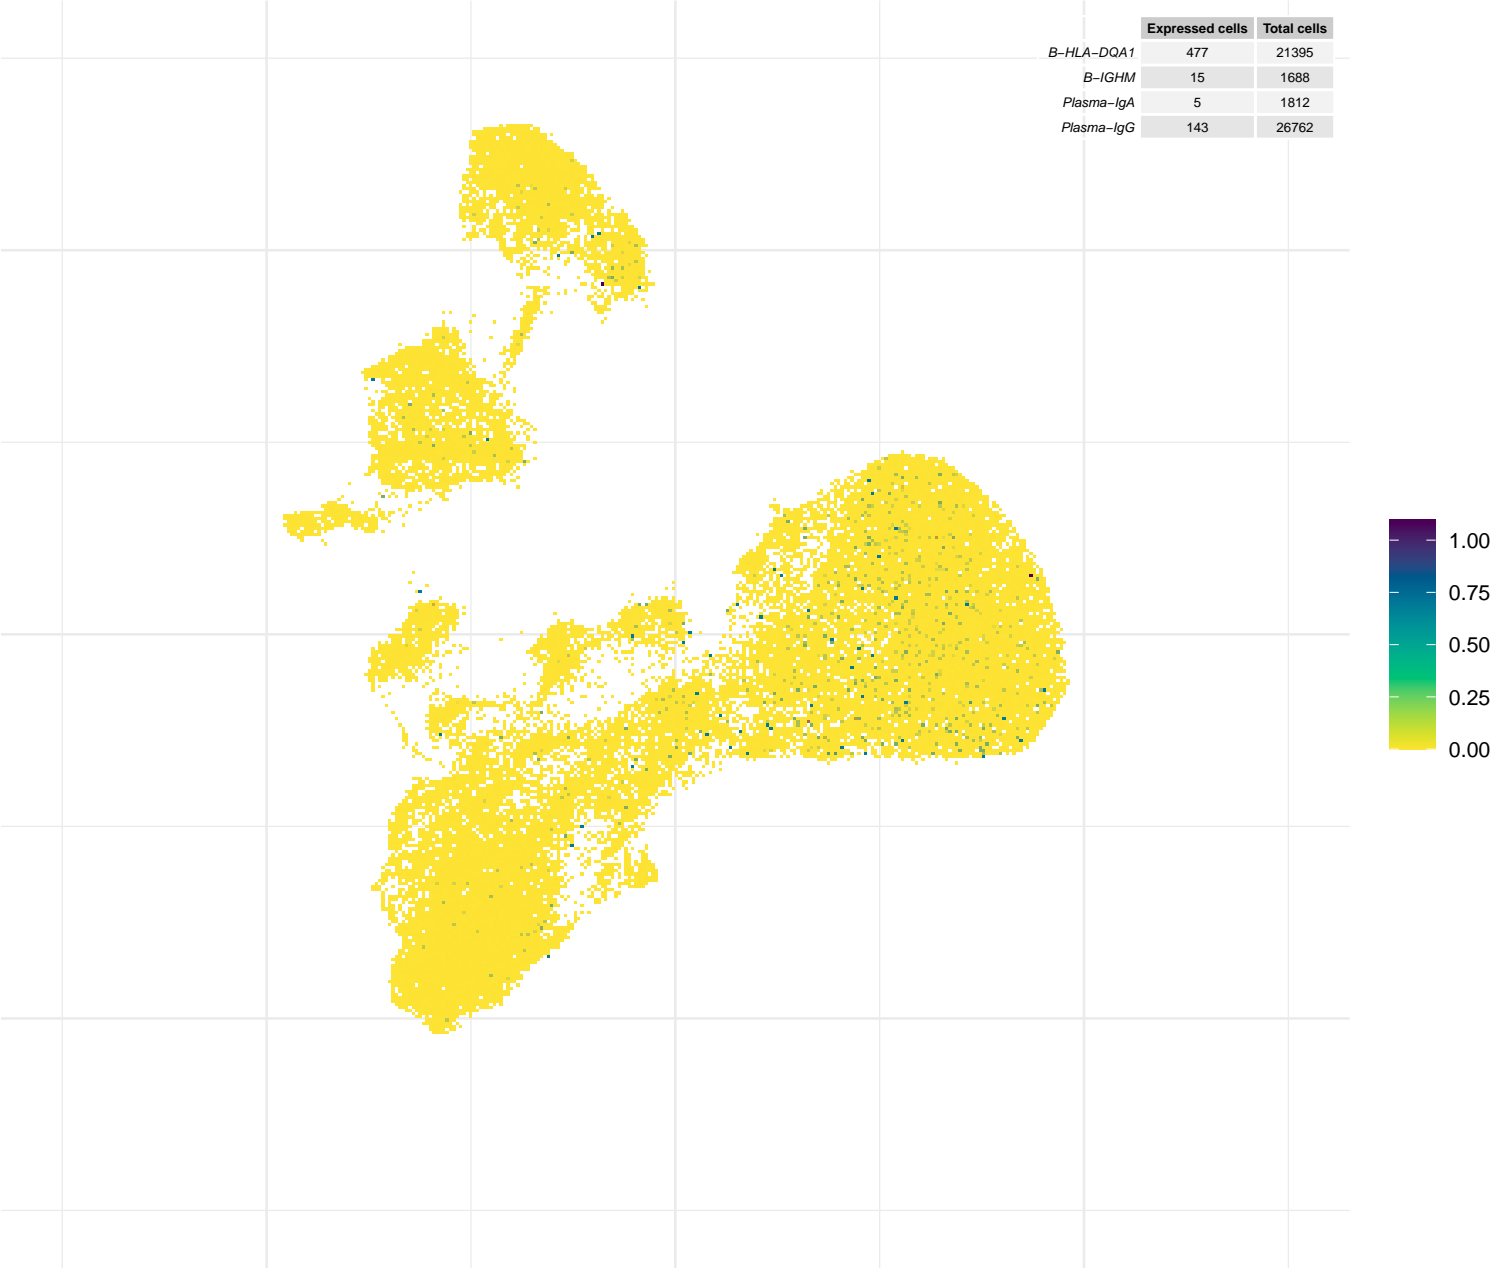 Expressed cells Total cells
B−HLA−DQA1 477 21395
B−IGHM 15 1688
Plasma−IgA 5 1812
Plasma−IgG 143 26762
1.00
0.75
0.50
0.25
0.00